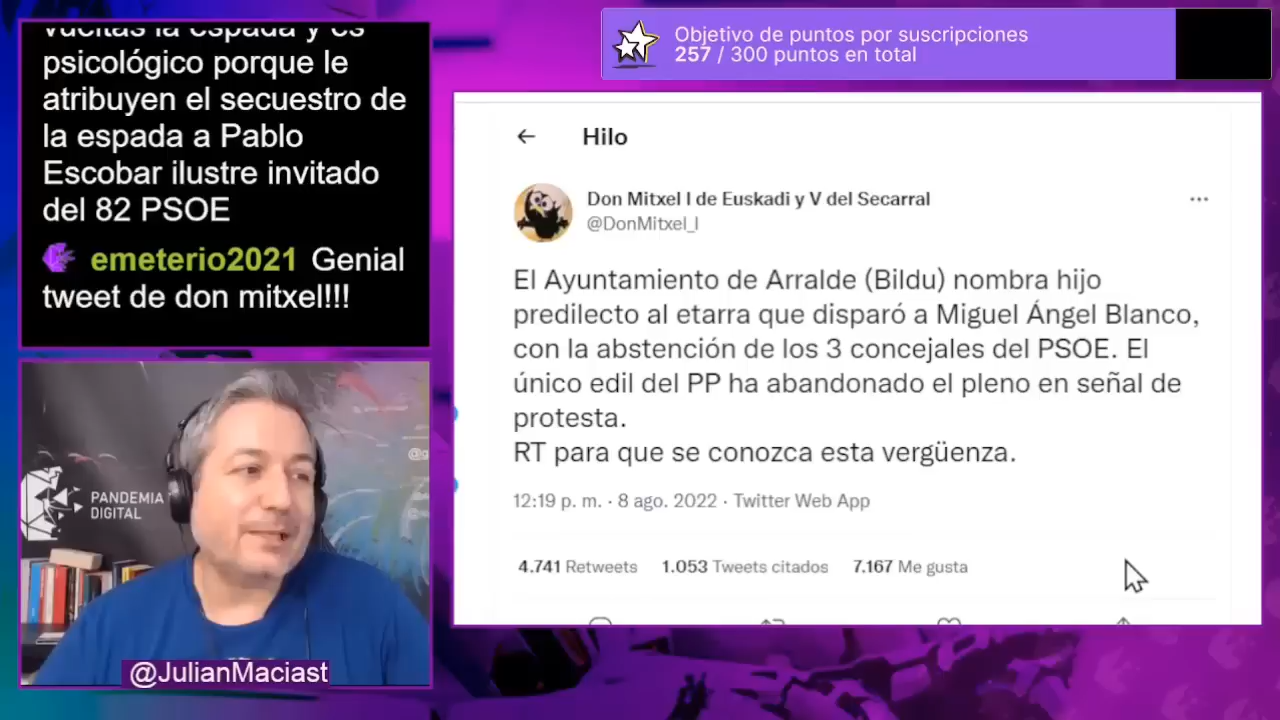 vueltas la espada y es
psicológico porque le
atribuyen el secuestro de
la espada a Pablo
Escobar ilustre invitado
del 82 PSOE
emeterio2021 Genial
tweet de don mitxel!!!
PANDEMIA
DIGITAL
@JulianMaciast
Objetivo de puntos por suscripciones
257 / 300 puntos en total
Hilo
Don Mitxel I de Euskadi y V del Secarral
@DonMitxel_I
El Ayuntamiento de Arralde (Bildu) nombra hijo
predilecto al etarra que disparó a Miguel Ángel Blanco,
con la abstención de los 3 concejales del PSOE. El
único edil del PP ha abandonado el pleno en señal de
protesta.
RT para que se conozca esta vergüenza.
12:19 p. m. · 8 ago. 2022 · Twitter Web App
4.741 Retweets 1.053 Tweets citados 7.167 Me gusta